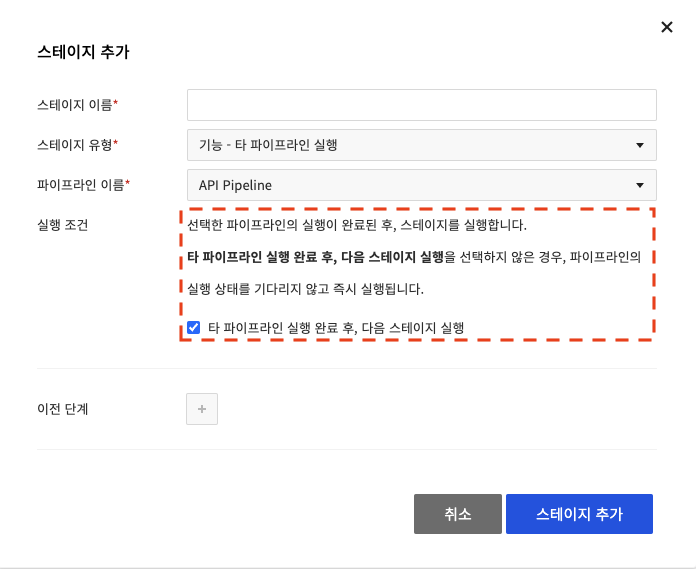 스테이지 추가
스테이지 이름*
스테이지 유형*
기능 - 타 파이프라인 실행
파이프라인 이름*
API Pipeline
실행 조건
선택한 파이프라인의 실행이 완료된 후, 스테이지를 실행합니다.
타 파이프라인 실행 완료 후, 다음 스테이지 실행을 선택하지 않은 경우, 파이프라인의
실행 상태를 기다리지 않고 즉시 실행됩니다.
타 파이프라인 실행 완료 후, 다음 스테이지 실행
이전 단계
+
취소
스테이지 추가